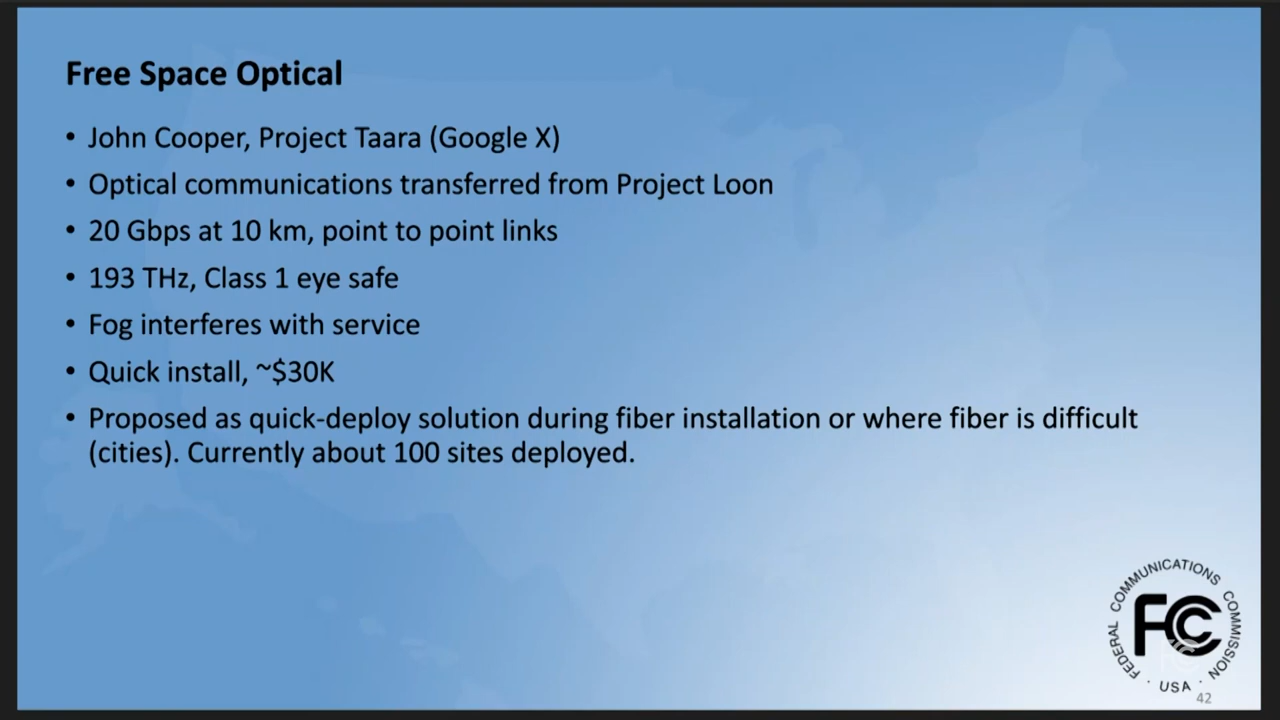 Free Space Optical
• John Cooper, Project Taara (Google X)
• Optical communications transferred from Project Loon
• 20 Gbps at 10 km, point to point links
• 193 THz, Class 1 eye safe
• Fog interferes with service
• Quick install, ~$30K
• Proposed as quick-deploy solution during fiber installation or where fiber is difficult
(cities). Currently about 100 sites deployed.
FEDERAL COMMUNICATIONS COMMISSION
FCC
· USA ·
42